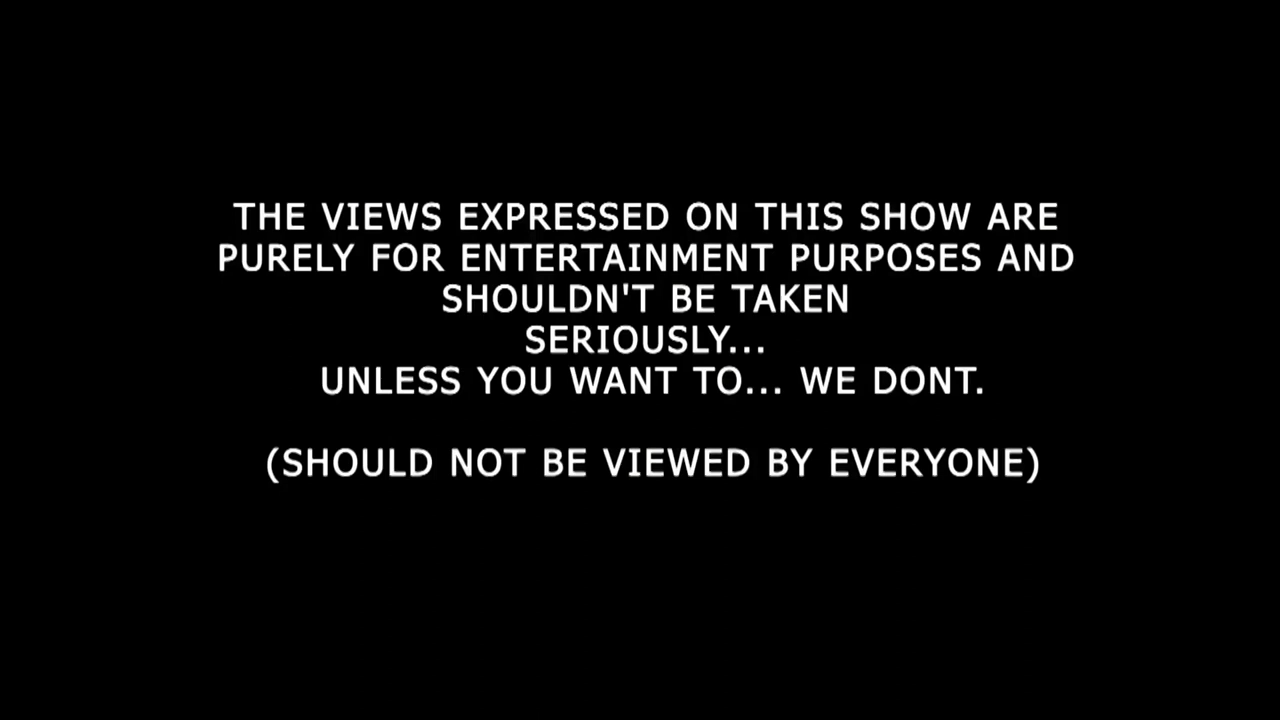 THE VIEWS EXPRESSED ON THIS SHOW ARE
PURELY FOR ENTERTAINMENT PURPOSES AND
SHOULDN'T BE TAKEN
SERIOUSLY...
UNLESS YOU WANT TO... WE DONT.
(SHOULD NOT BE VIEWED BY EVERYONE)